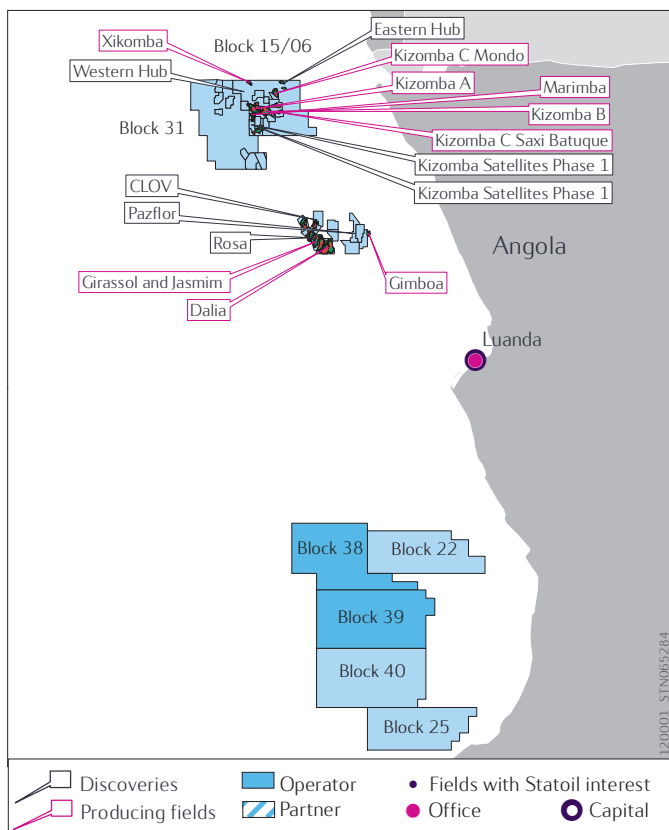 Eastern Hub
Xikomba
Block 15/06
Kizomba C Mondo
Western Hub
Kizomba A
Marimba
Kizomba B
Block 31
Kizomba C Saxi Batuque
Kizomba Satellites Phase 1
Kizomba Satellites Phase 1
CLOV
Pazflor
Rosa
Angola
Girassol and Jasmim
Gimboa
Dalia
Luanda
Block 38
Block 22
Block 39
Block 40
Block 25
120001_STN065284
Discoveries
Operator
Fields with Statoil interest
Producing fields
Partner
Office
Capital